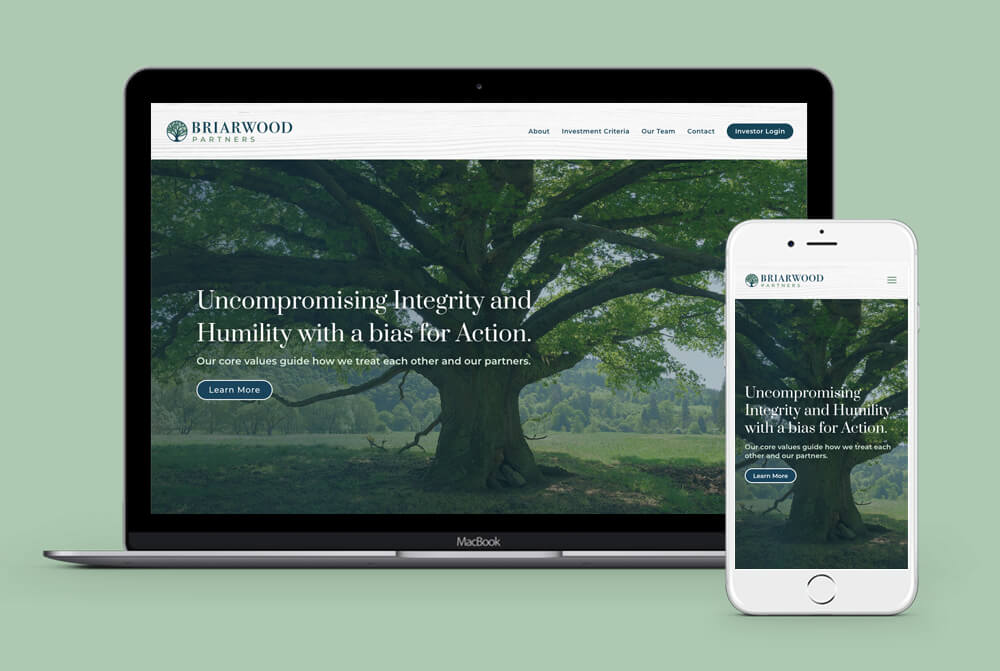 BRIARWOOD
PARTNERS
About Investment Criteria Our Team Contact Investor Login
Uncompromising Integrity and
Humility with a bias for Action.
Our core values guide how we treat each other and our partners.
Learn More
MacBook
BRIARWOOD
PARTNERS
Uncompromising
Integrity and Humility
with a bias for Action.
Our core values guide how we treat each
other and our partners.
Learn More